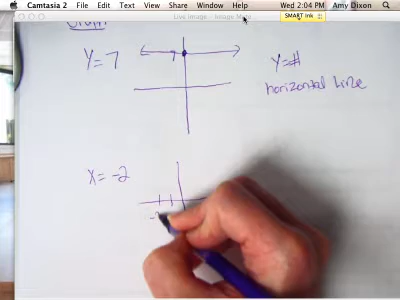 Camtasia 2 File Edit Text View Share Window Help Wed 2:04 PM Amy Dixon
SMART Ink
Graph
Y=7
7
Y=#
horizontal line
X=-2